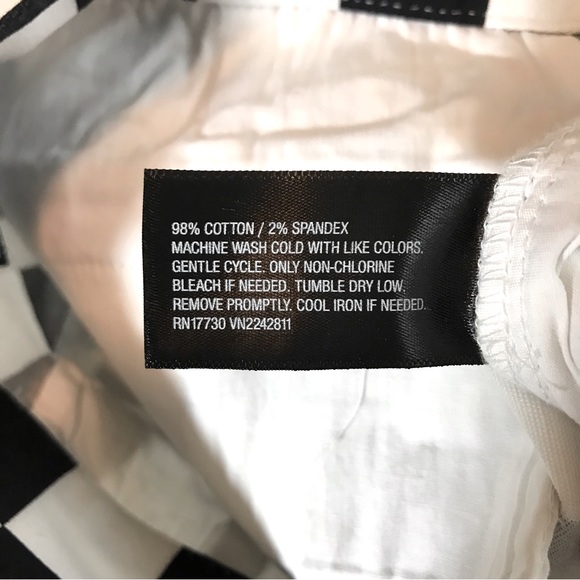 98% COTTON / 2% SPANDEX
MACHINE WASH COLD WITH LIKE COLORS.
GENTLE CYCLE. ONLY NON-CHLORINE
BLEACH IF NEEDED. TUMBLE DRY LOW.
REMOVE PROMPTLY. COOL IRON IF NEEDED.
RN17730 VN2242811